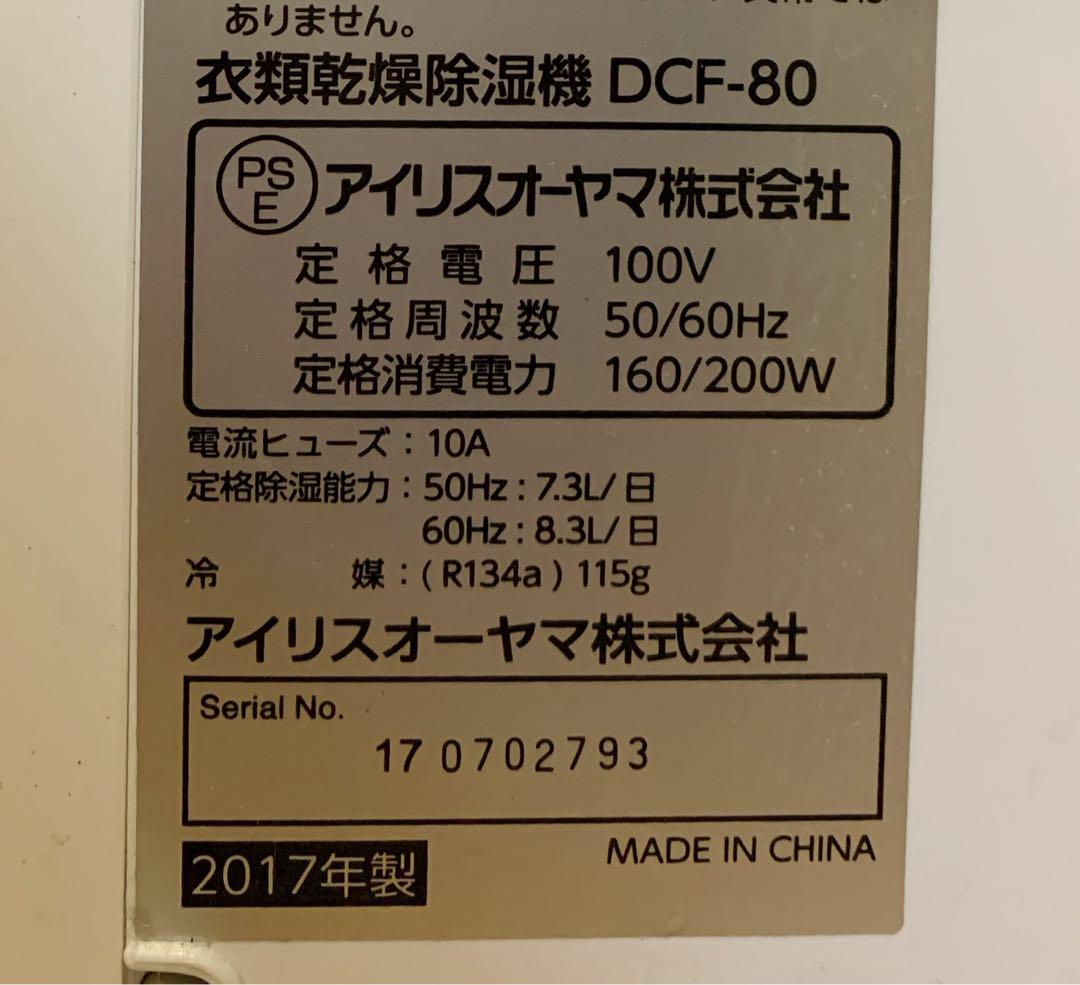 ありません。
衣類乾燥除湿機 DCF-80
PSE アイリスオーヤマ株式会社
定格電圧 100V
定格周波数 50/60Hz
定格消費電力 160/200W
電流ヒューズ：10A
定格除湿能力：50Hz：7.3L/日
60Hz：8.3L/日
冷媒：(R134a) 115g
アイリスオーヤマ株式会社
Serial No.
17 0702793
2017年製
MADE IN CHINA